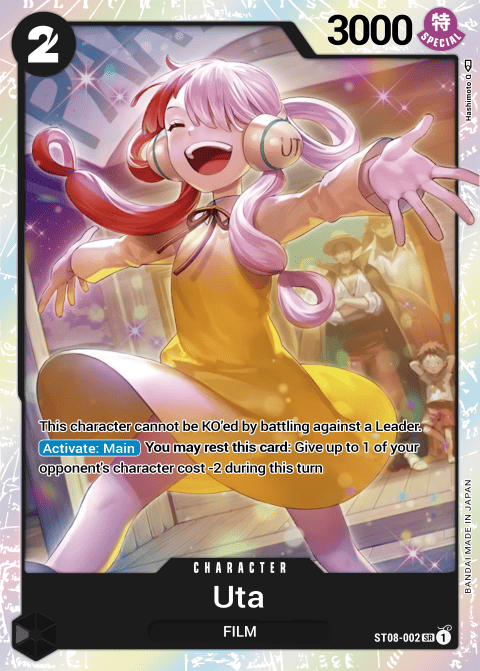 2
3000
特
SPECIAL
Hashimoto Q
UT
This character cannot be KO'ed by battling against a Leader.
Activate: Main You may rest this card: Give up to 1 of your
opponent's character cost -2 during this turn
BANDAI MADE IN JAPAN
CHARACTER
Uta
FILM
ST08-002 SR 1